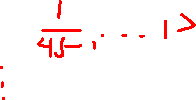 1/45, ... 1 >
⋮